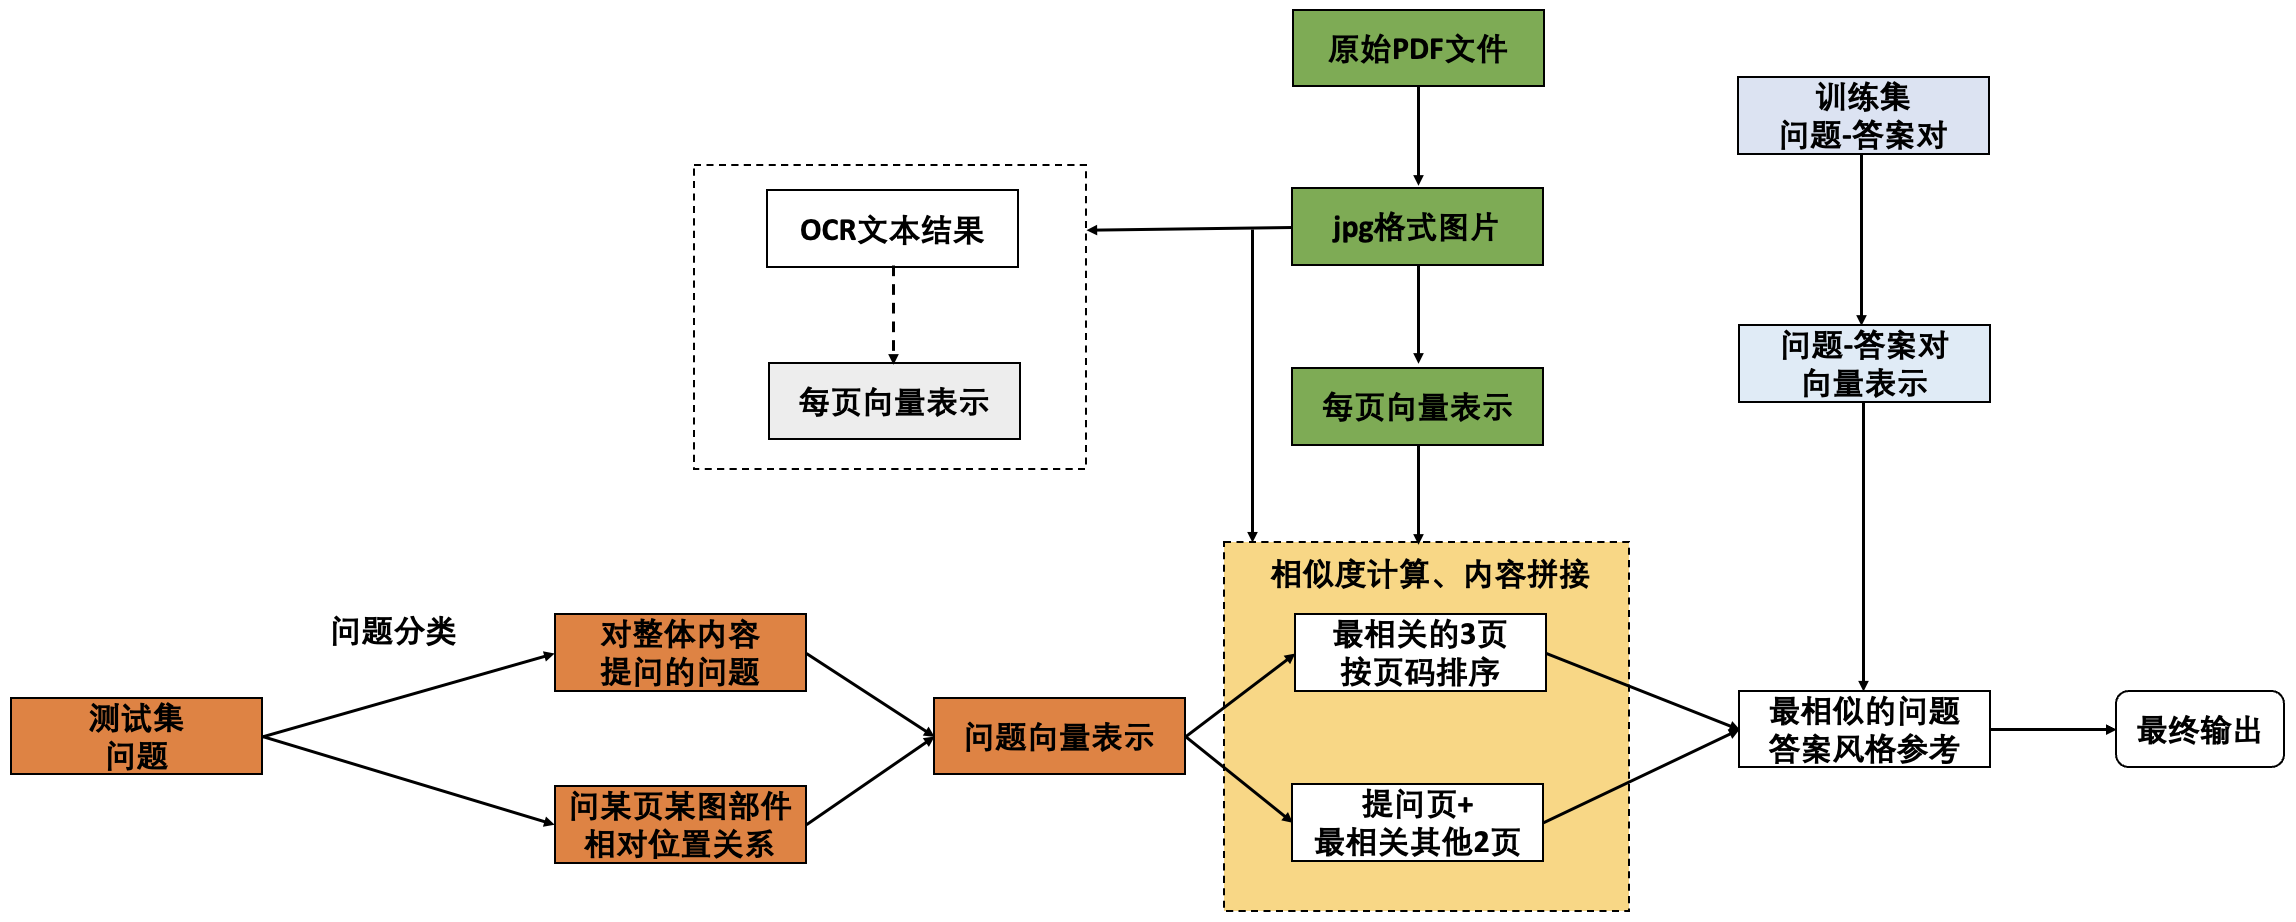 原始PDF文件
训练集
问题-答案对
OCR文本结果
jpg格式图片
问题-答案对
向量表示
每页向量表示
每页向量表示
相似度计算、内容拼接
问题分类
对整体内容
提问的问题
最相关的3页
按页码排序
测试集
问题
问题向量表示
最相似的问题
答案风格参考
最终输出
问某页某图部件
相对位置关系
提问页+
最相关其他2页